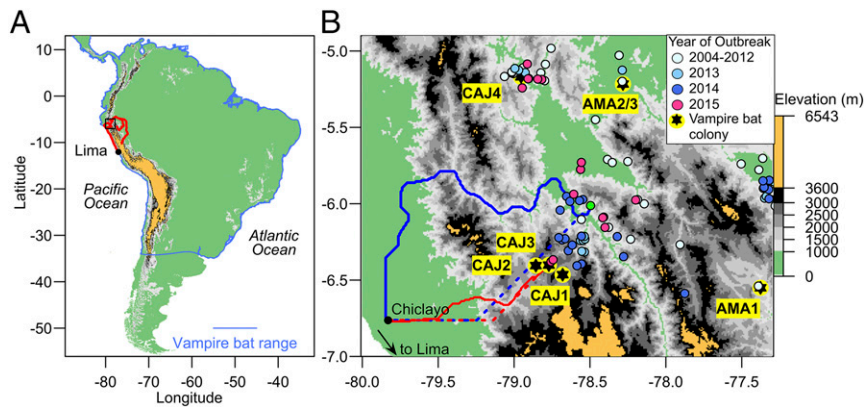 A
Latitude
10
0
-10
-20
-30
-40
-50
Lima
Pacific
Ocean
Atlantic
Ocean
Vampire bat range
-80 -70 -60 -50 -40
Longitude
B
-5.0
-5.5
-6.0
-6.5
-7.0
CAJ4
AMA2/3
CAJ3
CAJ2
CAJ1
AMA1
Chiclayo
to Lima
-80.0 -79.5 -79.0 -78.5 -78.0 -77.5
Year of Outbreak
2004-2012
2013
2014
2015
Vampire bat
colony
Elevation (m)
6543
3600
3000
2500
2000
1500
1000
0